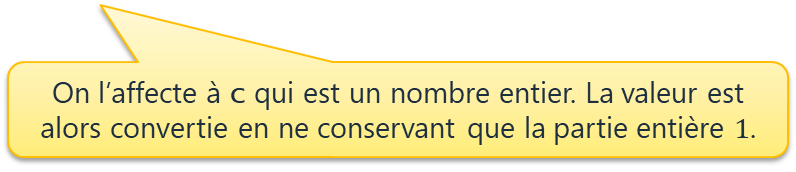 On l’affecte à c qui est un nombre entier. La valeur est
alors convertie en ne conservant que la partie entière 1.